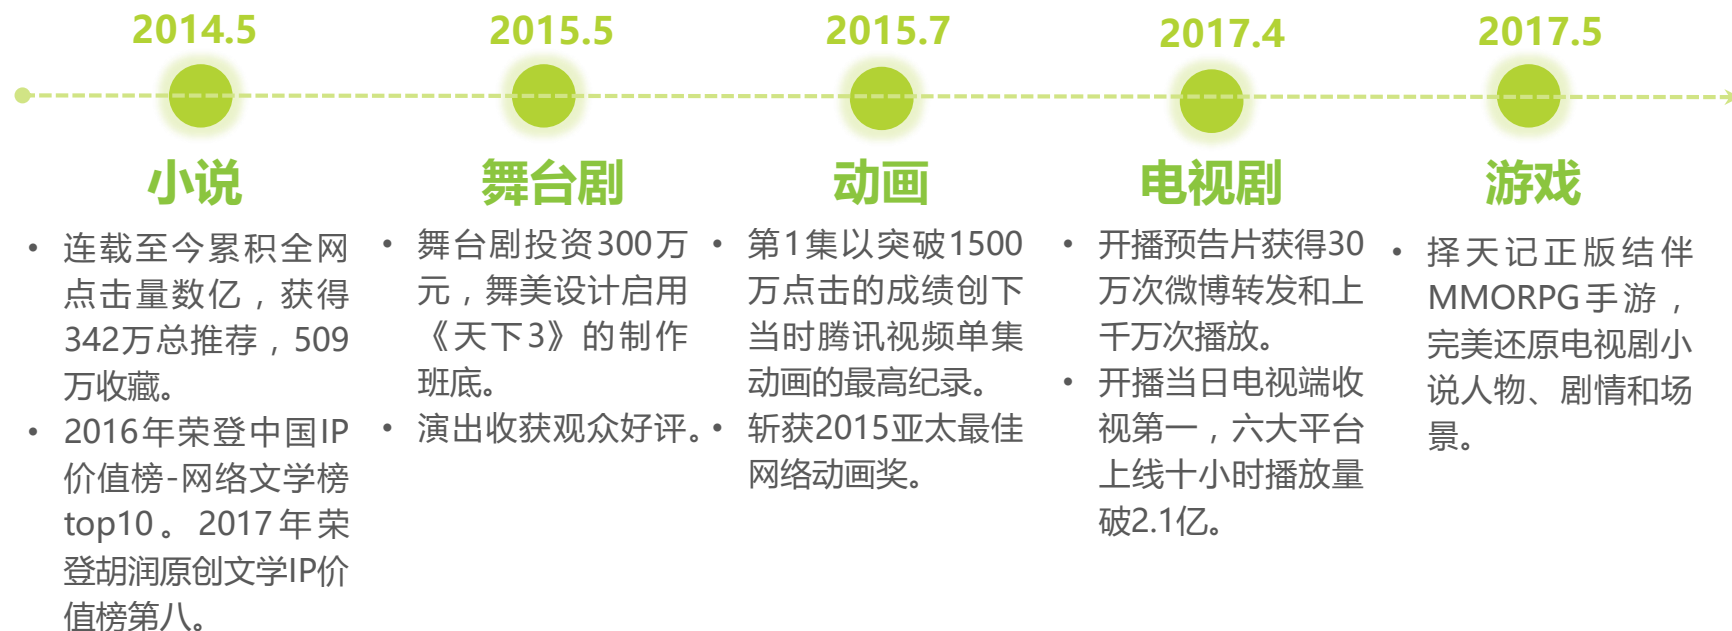 2014.5
小说
• 连载至今累积全网
点击量数亿，获得
342万总推荐，509
万收藏。
• 2016年荣登中国IP
价值榜-网络文学榜
top10。2017年荣
登胡润原创文学IP价
值榜第八。
2015.5
舞台剧
• 舞台剧投资300万
元，舞美设计启用
《天下3》的制作
班底。
• 演出收获观众好评。
2015.7
动画
• 第1集以突破1500
万点击的成绩创下
当时腾讯视频单集
动画的最高纪录。
• 斩获2015亚太最佳
网络动画奖。
2017.4
电视剧
• 开播预告片获得30
万次微博转发和上
千万次播放。
• 开播当日电视端收
视第一，六大平台
上线十小时播放量
破2.1亿。
2017.5
游戏
• 择天记正版结伴
MMORPG手游，
完美还原电视剧小
说人物、剧情和场
景。